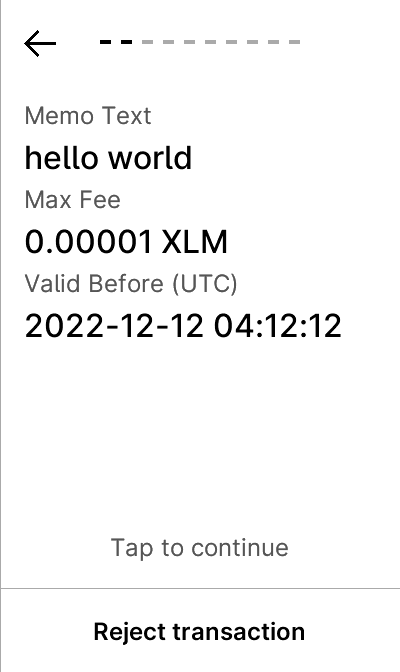 Memo Text
hello world
Max Fee
0.00001 XLM
Valid Before (UTC)
2022-12-12 04:12:12
Tap to continue
Reject transaction